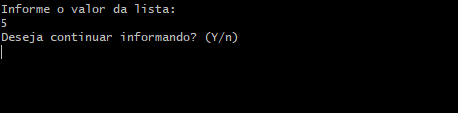 Informe o valor da lista:
5
Deseja continuar informando? (Y/n)